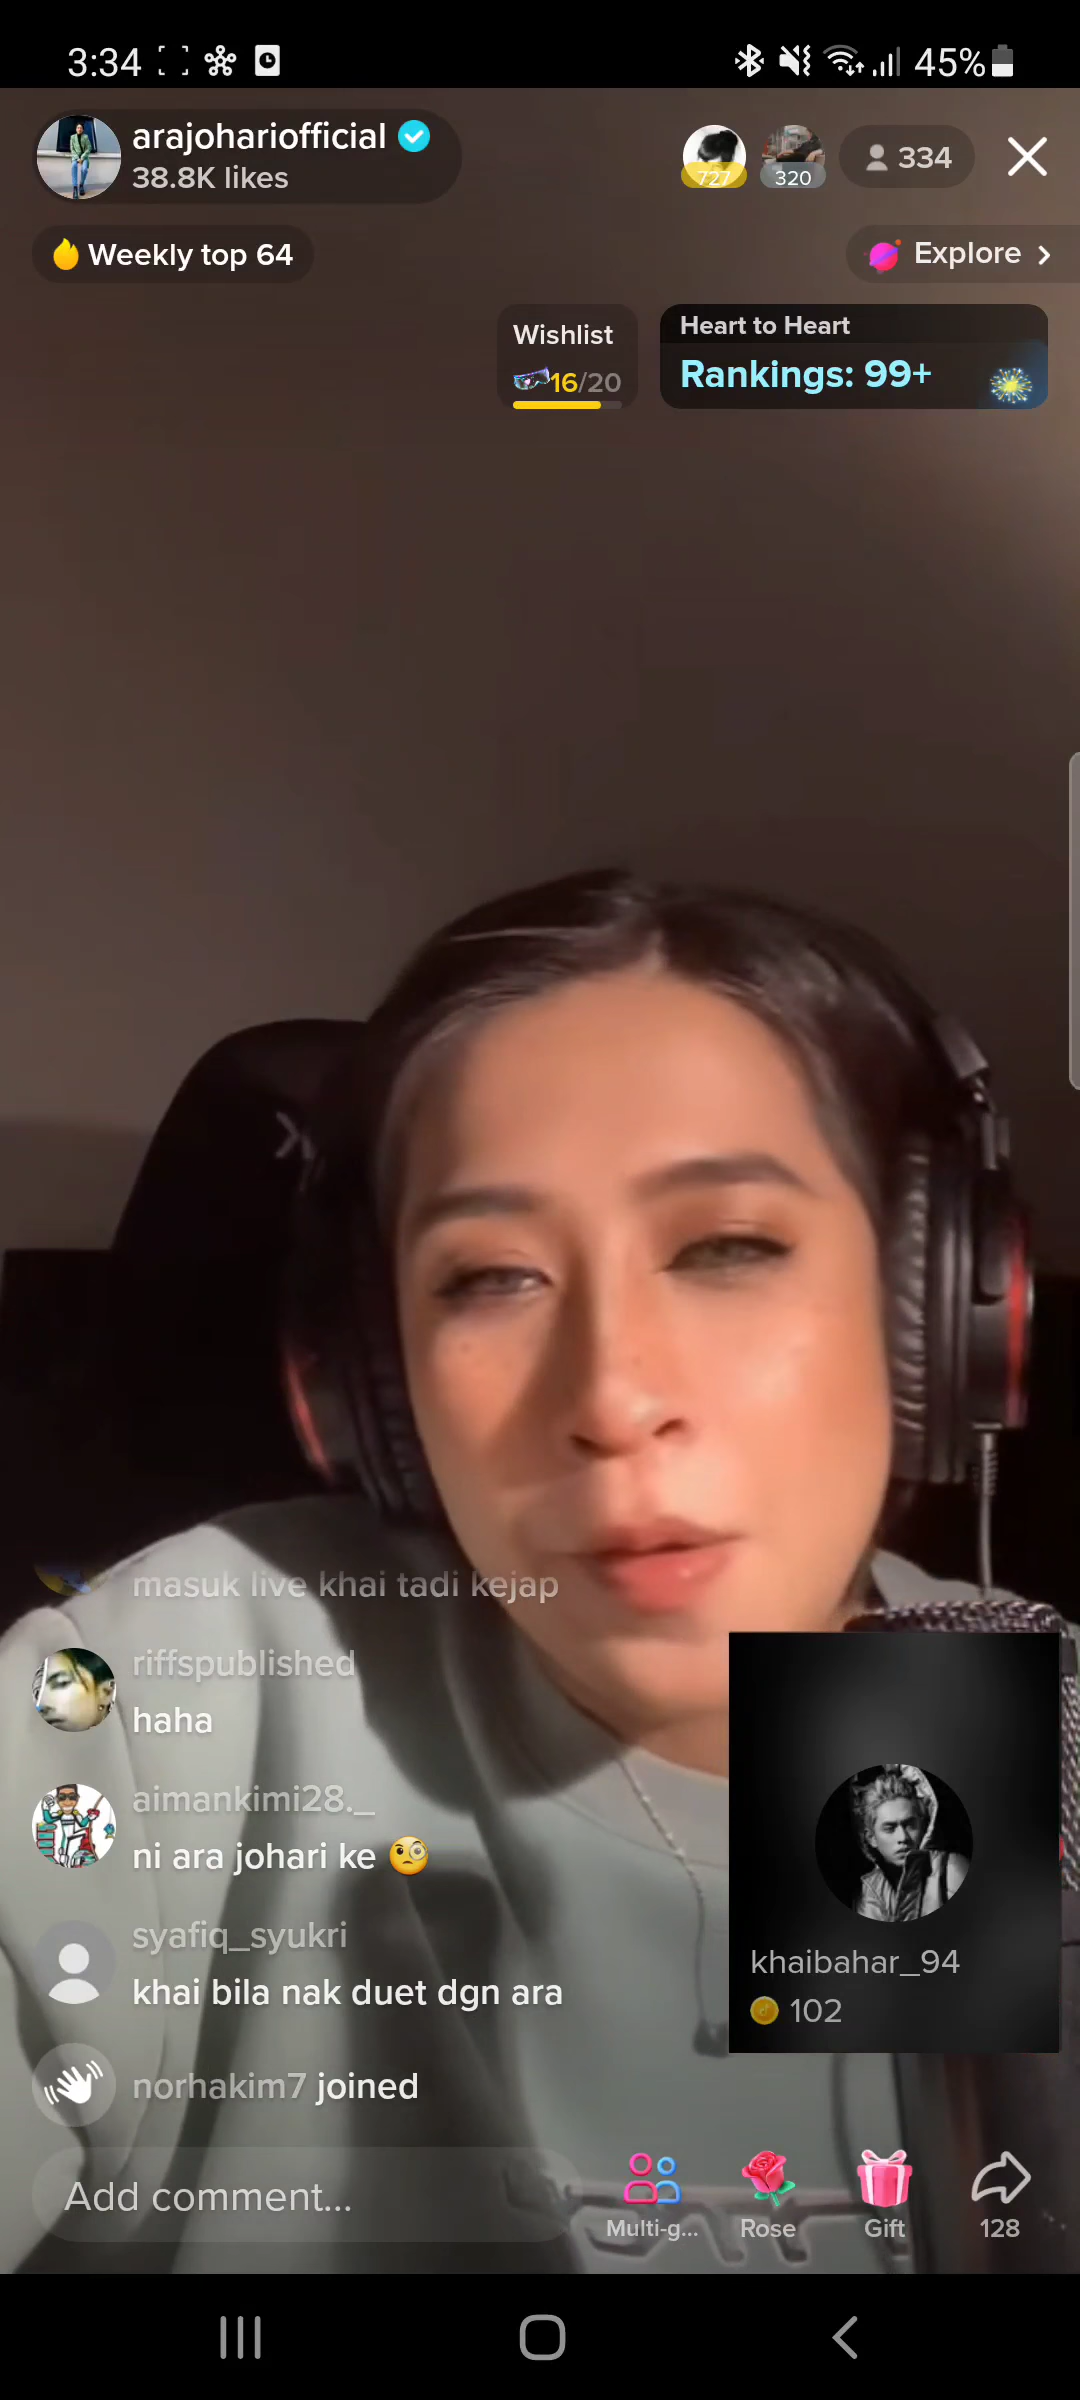 3:34
45%
arajohariofficial
38.8K likes
727
320
334
Weekly top 64
Explore
Wishlist
16/20
Heart to Heart
Rankings: 99+
masuk live khai tadi kejap
riffspublished
haha
aimankimi28._
ni ara johari ke 🧐
syafiq_syukri
khai bila nak duet dgn ara
norhakim7 joined
khaibahar_94
102
Add comment...
Multi-g...
Rose
Gift
128